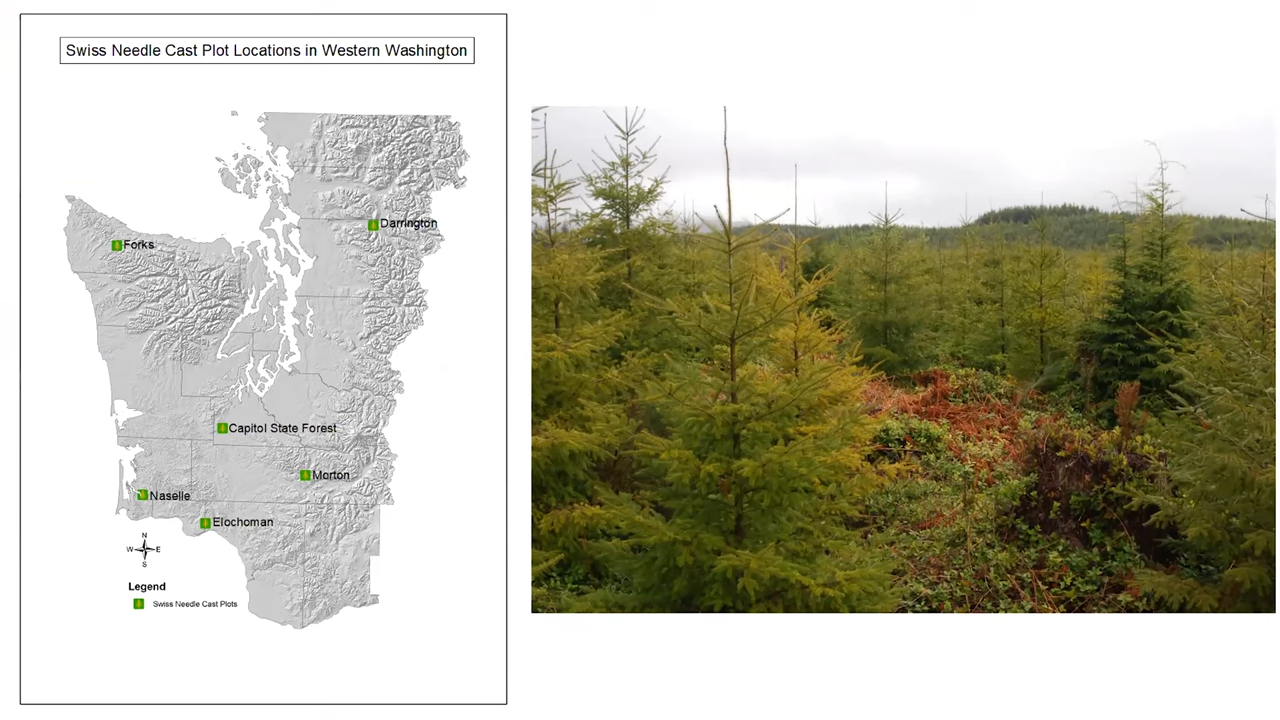 Swiss Needle Cast Plot Locations in Western Washington
Darrington
Forks
Capitol State Forest
Morton
Naselle
Elochoman
N
W E
S
Legend
Swiss Needle Cast Plots